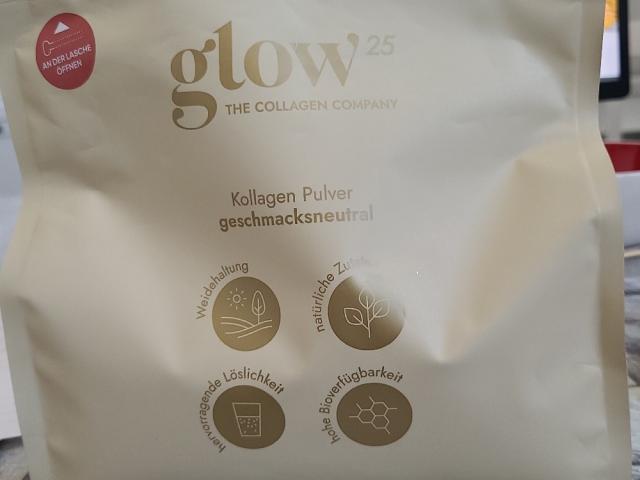 AN DER LASCHE
ÖFFNEN
glow 25
THE COLLAGEN COMPANY
Kollagen Pulver
geschmacksneutral
Weidehaltung
natürliche
hervorragende Löslichkeit
hohe Bioverfügbarkeit